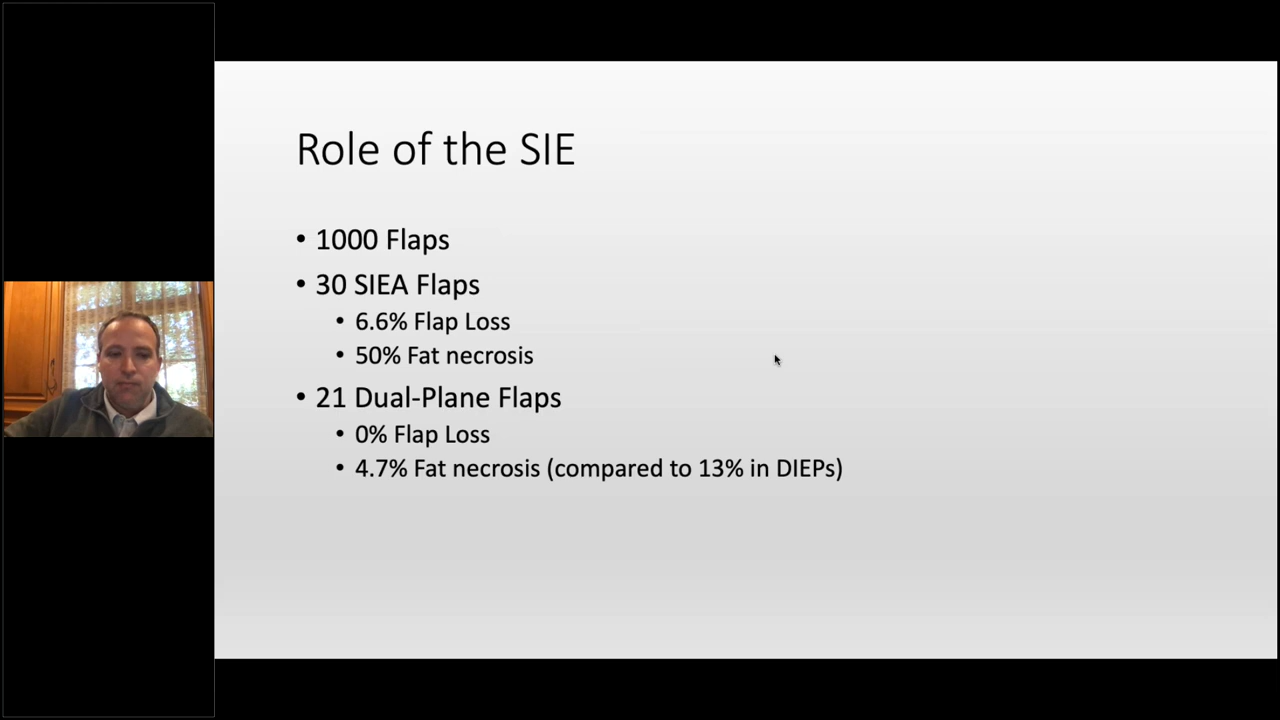 Role of the SIE
• 1000 Flaps
• 30 SIEA Flaps
• 6.6% Flap Loss
• 50% Fat necrosis
• 21 Dual-Plane Flaps
• 0% Flap Loss
• 4.7% Fat necrosis (compared to 13% in DIEPs)